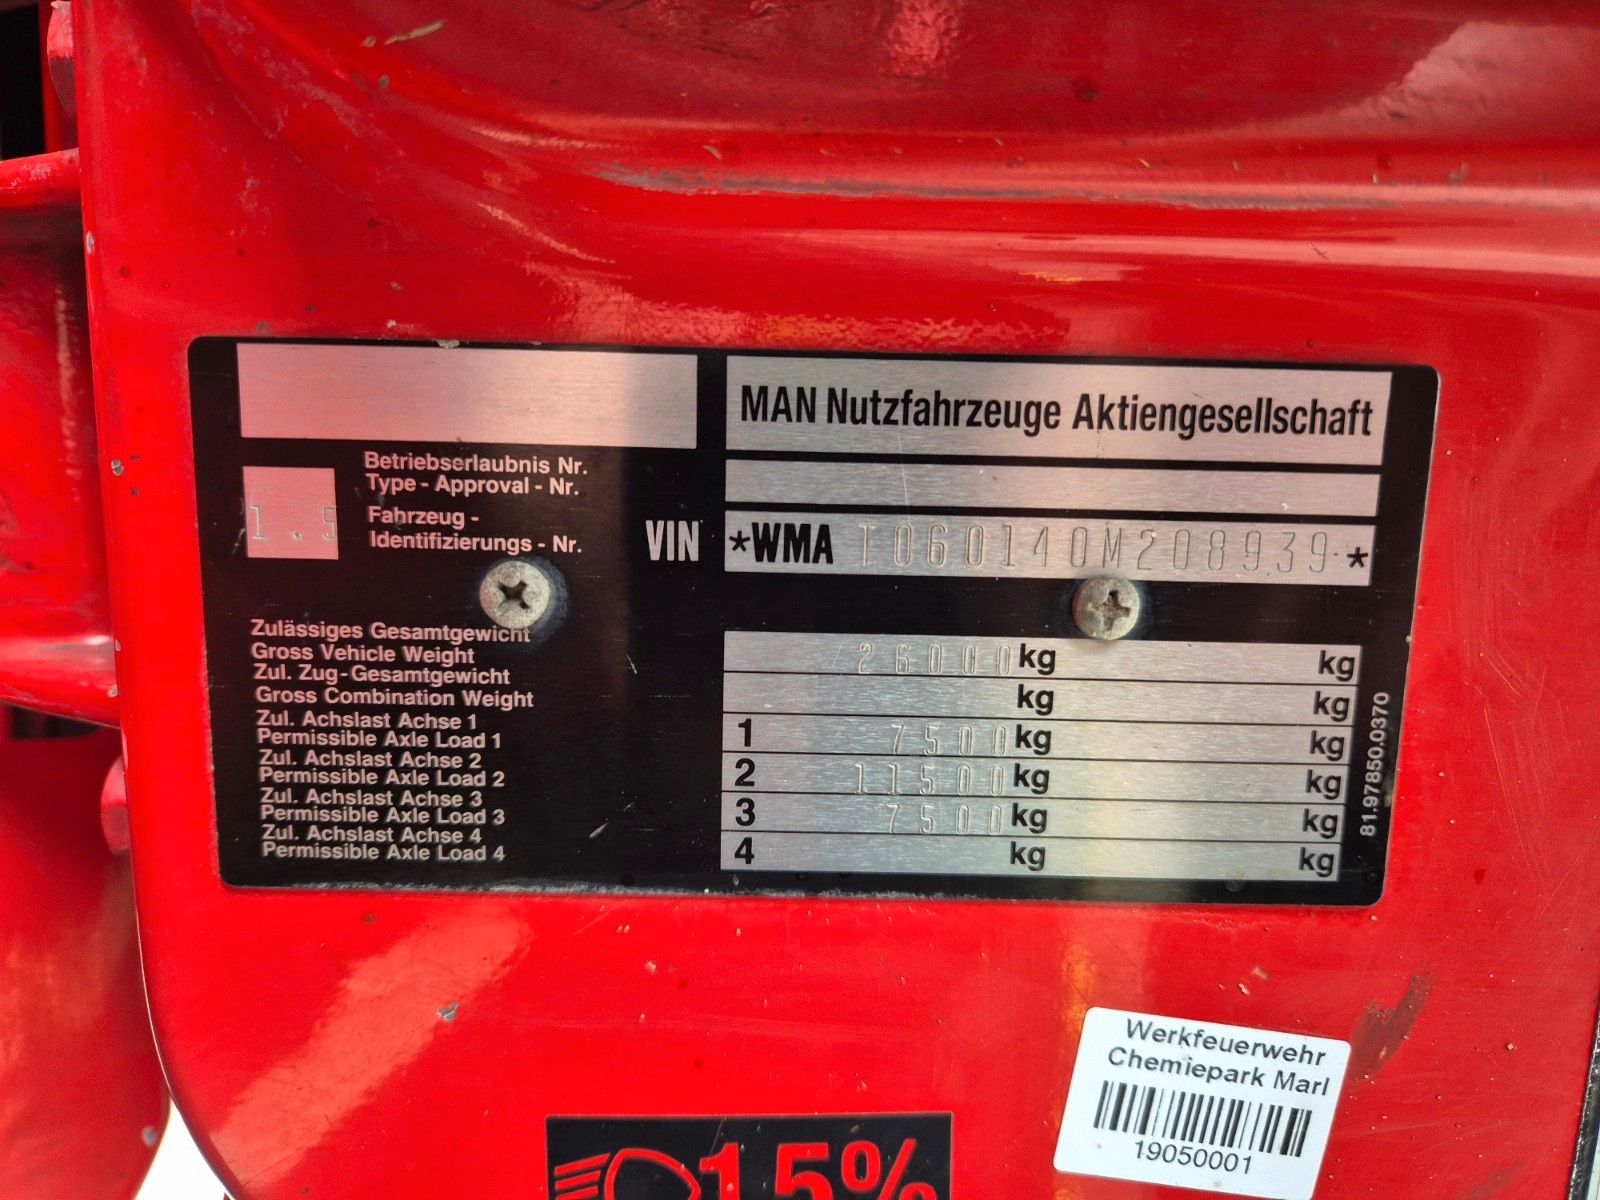 MAN Nutzfahrzeuge Aktiengesellschaft
Betriebserlaubnis Nr.
Type - Approval - Nr.
1.5
Fahrzeug -
Identifizierungs - Nr.
VIN *WMA T060140M208939 *
Zulässiges Gesamtgewicht
Gross Vehicle Weight
26000 kg kg
Zul. Zug-Gesamtgewicht
Gross Combination Weight
kg kg
Zul. Achslast Achse 1
Permissible Axle Load 1
1 7500 kg kg
Zul. Achslast Achse 2
Permissible Axle Load 2
2 11500 kg kg
Zul. Achslast Achse 3
Permissible Axle Load 3
3 7500 kg kg
Zul. Achslast Achse 4
Permissible Axle Load 4
4 kg kg
81.97850.0370
Werkfeuerwehr
Chemiepark Marl
19050001
1.5%